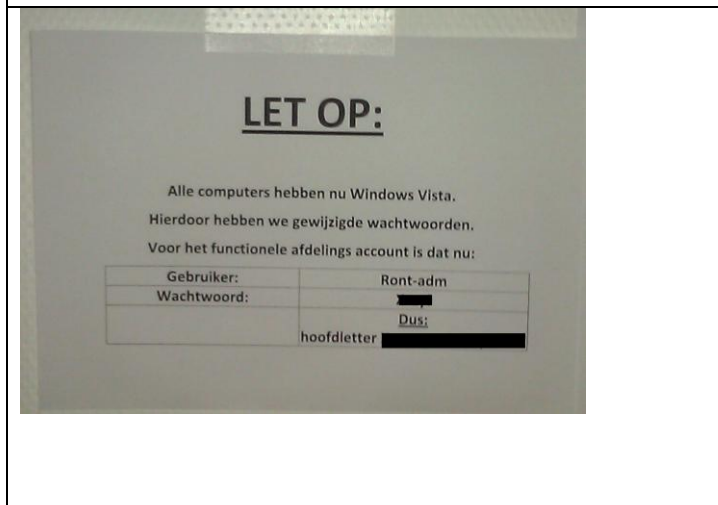 LET OP:
Alle computers hebben nu Windows Vista.
Hierdoor hebben we gewijzigde wachtwoorden.
Voor het functionele afdelings account is dat nu:
Gebruiker: Ront-adm
Wachtwoord:
Dus:
hoofdletter